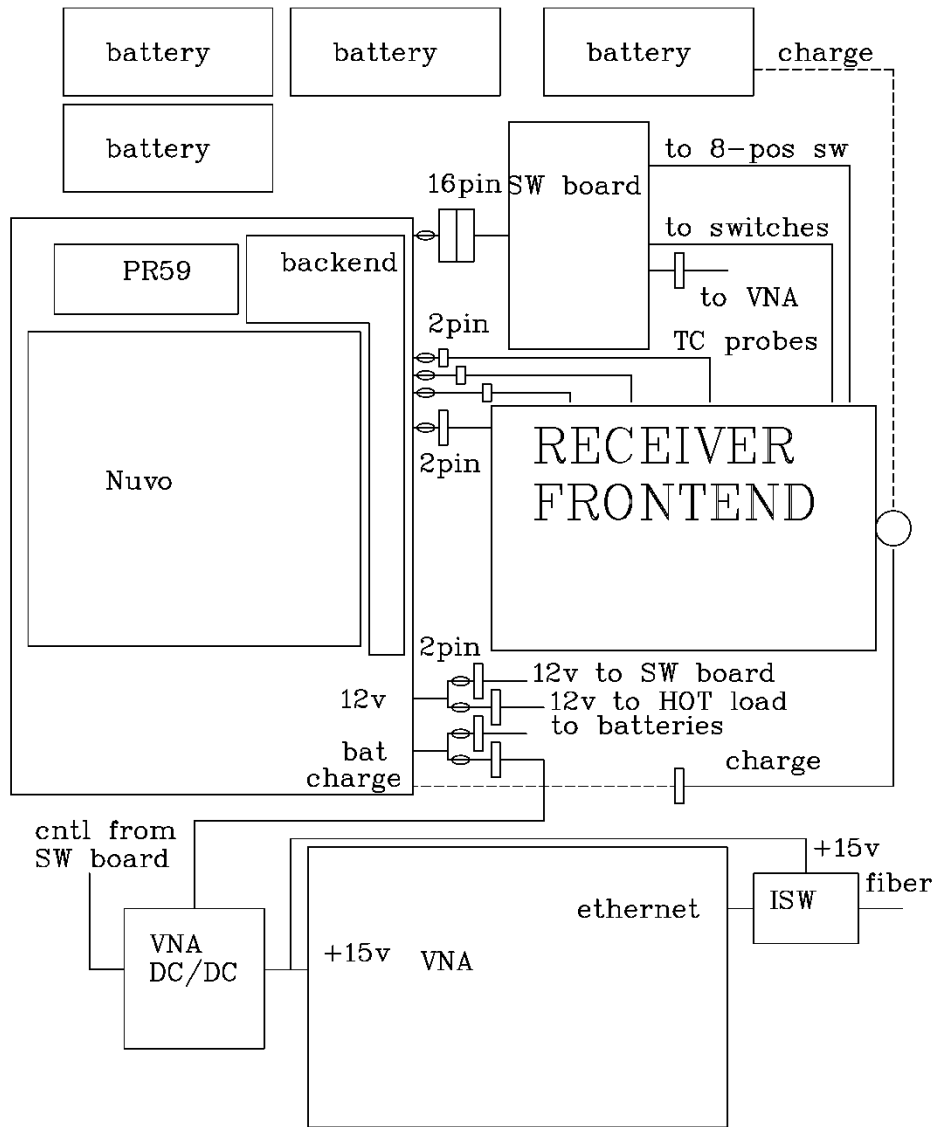 battery
battery
battery
charge
battery
to 8-pos sw
16pin
SW board
to switches
PR59
backend
to VNA
2pin
TC probes
RECEIVER
FRONTEND
2pin
Nuvo
2pin
12v to SW board
12v
12v to HOT load
to batteries
bat
charge
charge
cntl from
SW board
+15v
fiber
ethernet
ISW
VNA
DC/DC
+15v
VNA